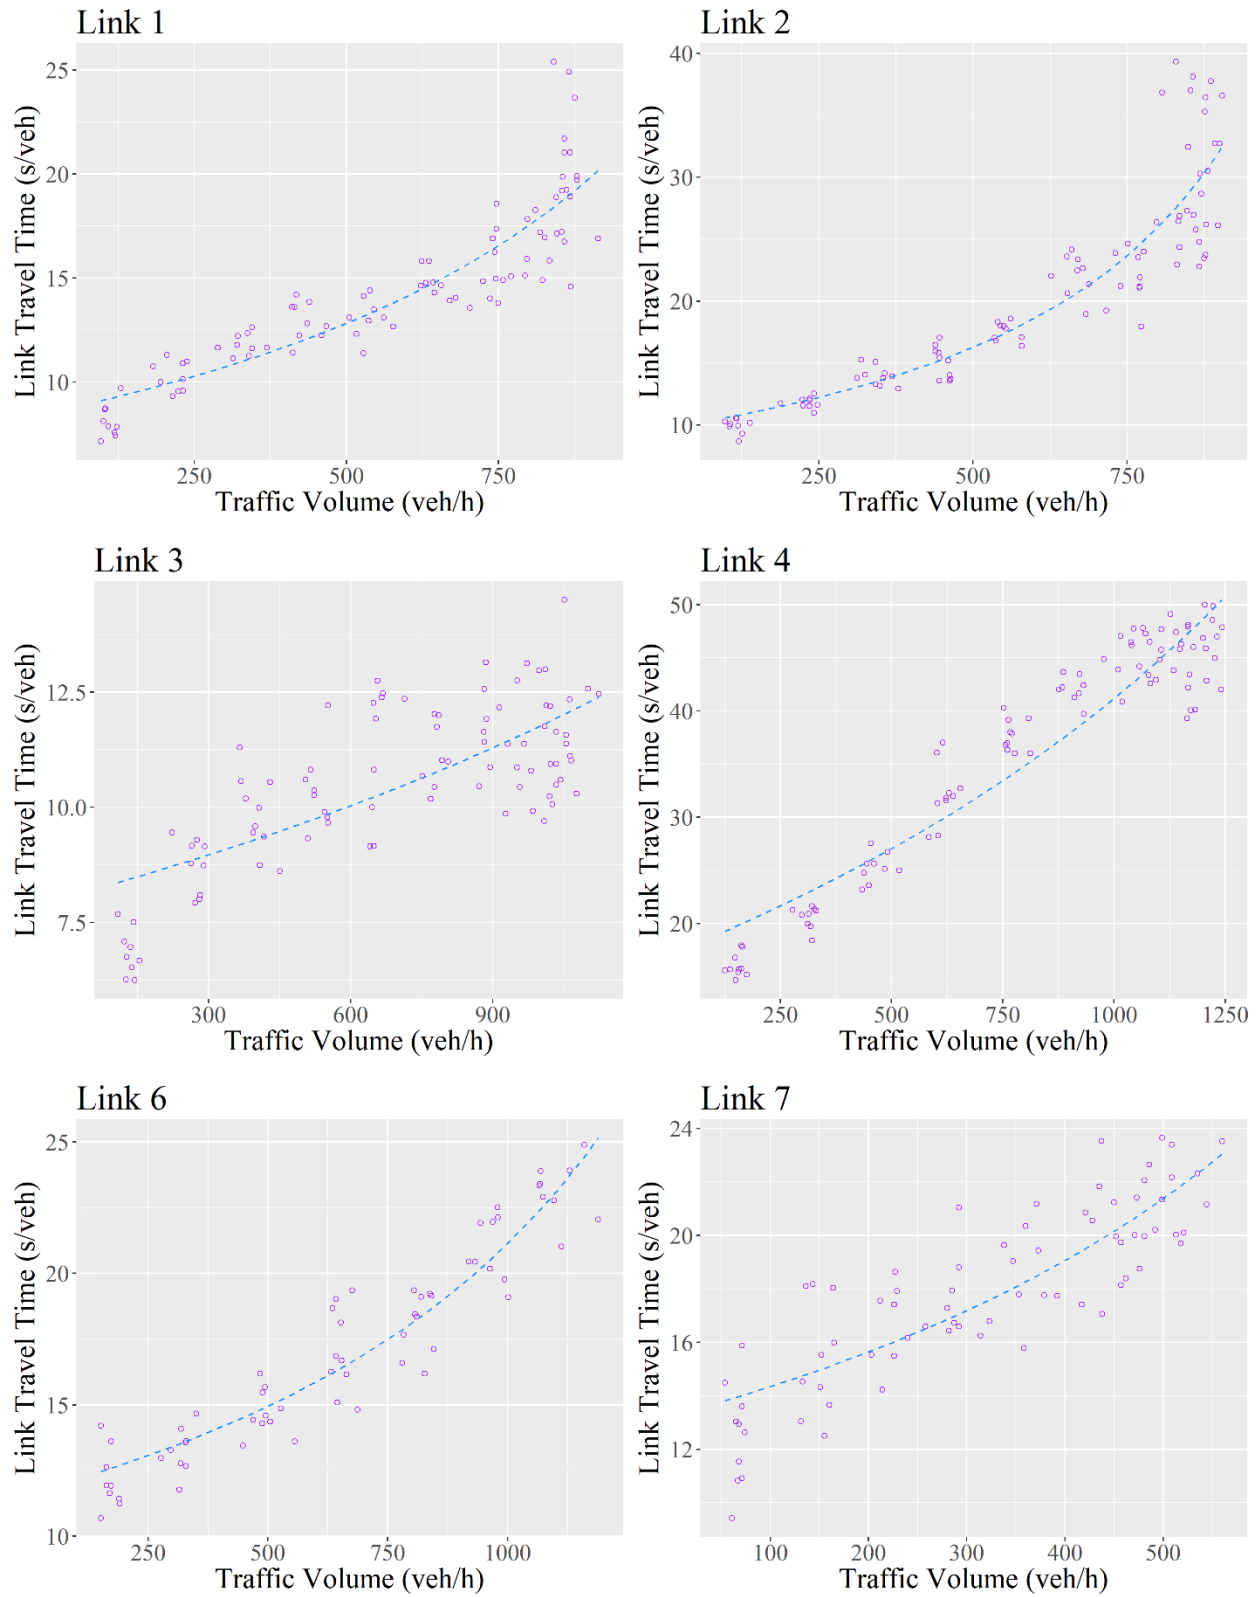 Link 1
Link Travel Time (s/veh)
25
20
15
10
250 500 750
Traffic Volume (veh/h)
Link 2
Link Travel Time (s/veh)
40
30
20
10
250 500 750
Traffic Volume (veh/h)
Link 3
Link Travel Time (s/veh)
12.5
10.0
7.5
300 600 900
Traffic Volume (veh/h)
Link 4
Link Travel Time (s/veh)
50
40
30
20
250 500 750 1000 1250
Traffic Volume (veh/h)
Link 6
Link Travel Time (s/veh)
25
20
15
10
250 500 750 1000
Traffic Volume (veh/h)
Link 7
Link Travel Time (s/veh)
24
20
16
12
100 200 300 400 500
Traffic Volume (veh/h)